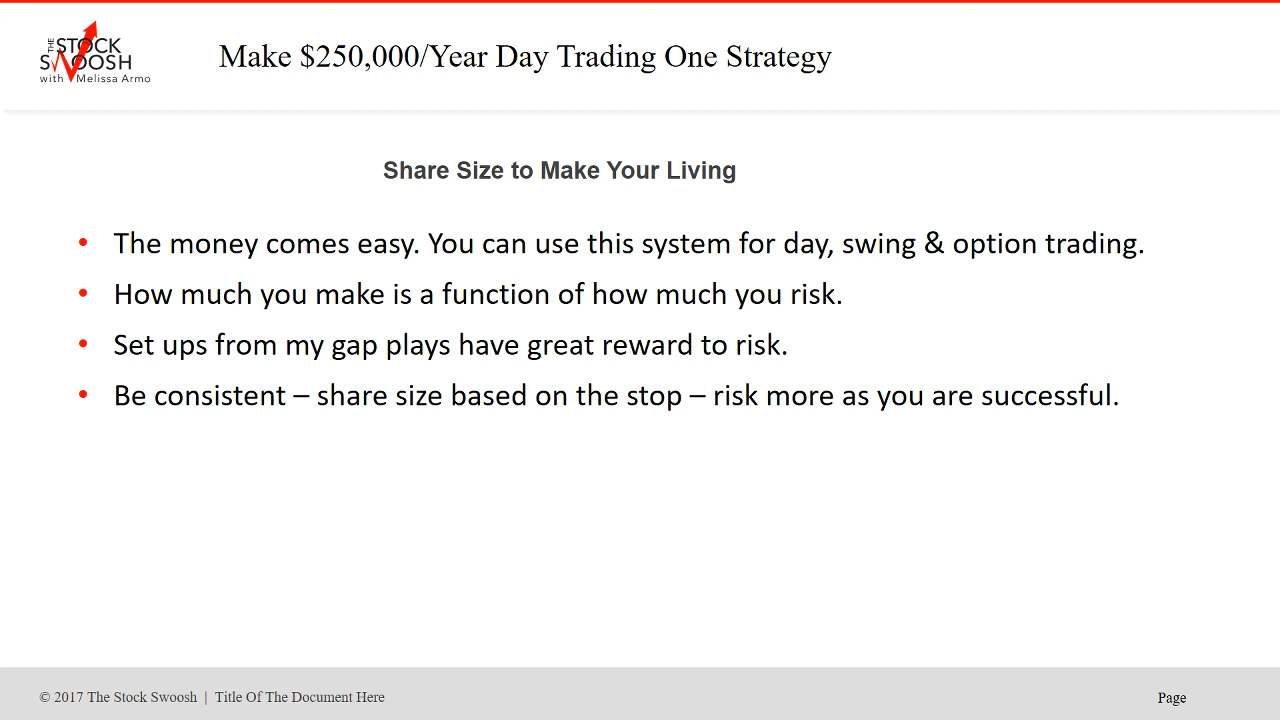 THE STOCK
SWOOSH
with Melissa Armo
Make $250,000/Year Day Trading One Strategy
Share Size to Make Your Living
• The money comes easy. You can use this system for day, swing & option trading.
• How much you make is a function of how much you risk.
• Set ups from my gap plays have great reward to risk.
• Be consistent – share size based on the stop – risk more as you are successful.
© 2017 The Stock Swoosh | Title Of The Document Here
Page